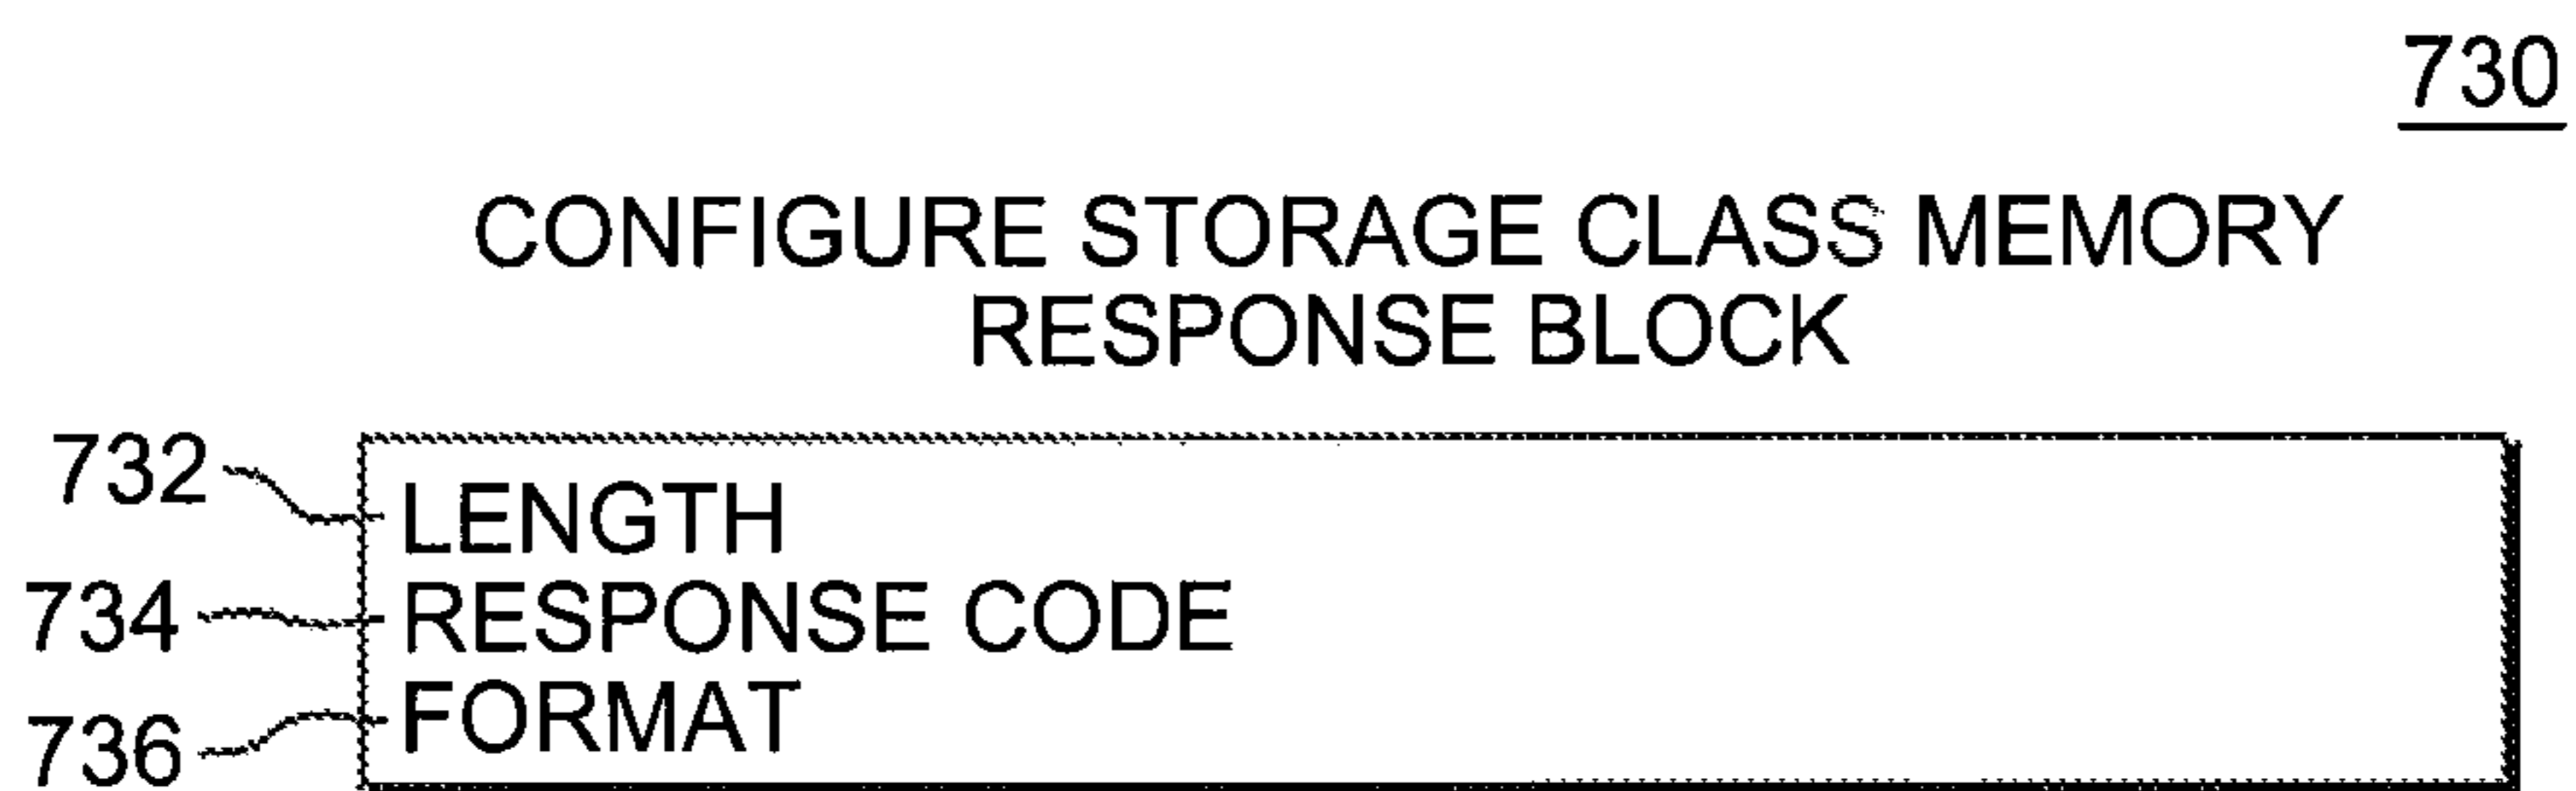 730
CONFIGURE STORAGE CLASS MEMORY
RESPONSE BLOCK
732 LENGTH
734 RESPONSE CODE
736 FORMAT